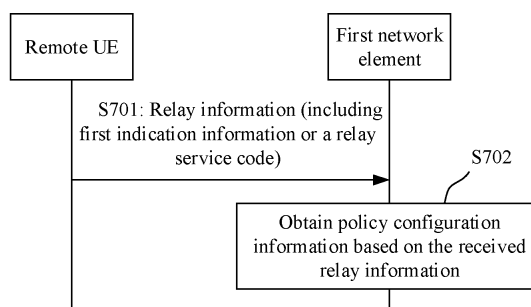 Remote UE
First network
element
S701: Relay information (including
first indication information or a relay
service code)
S702
Obtain policy configuration
information based on the received
relay information